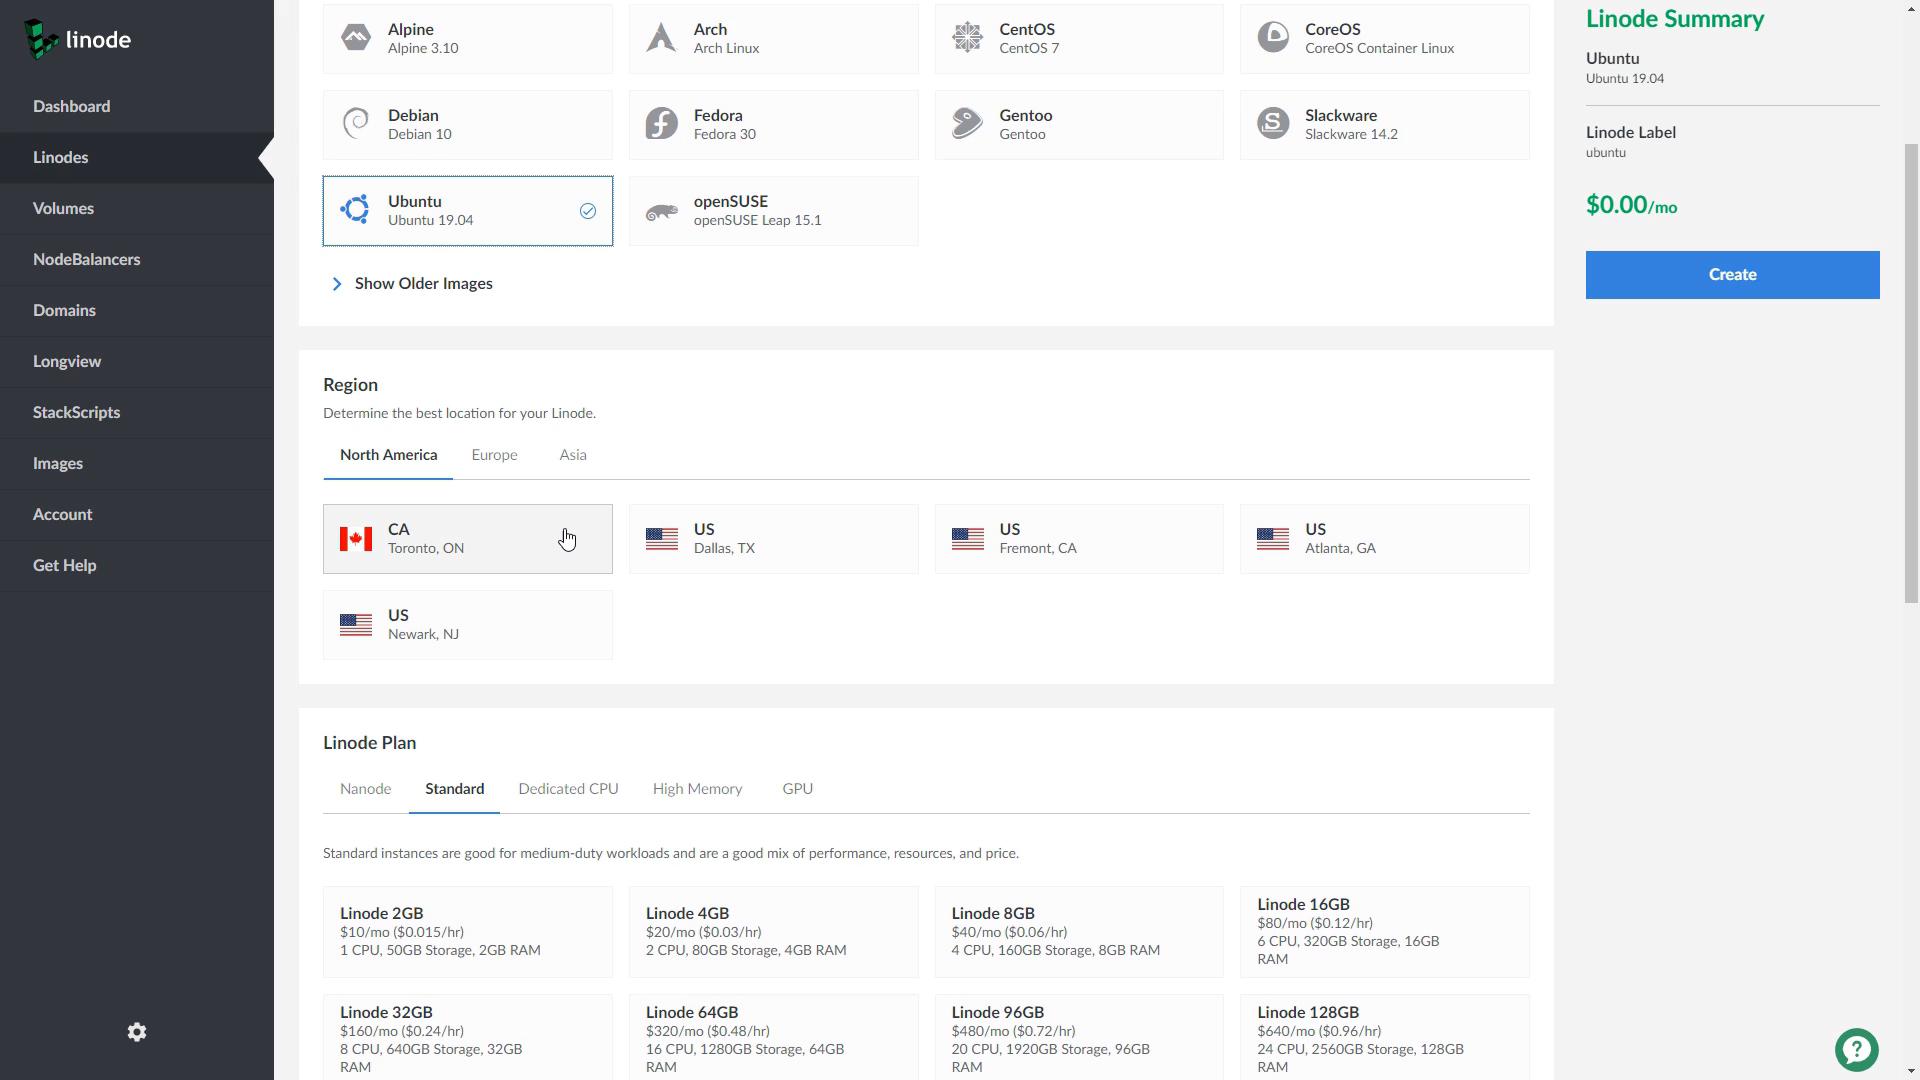 linode
Dashboard
Linodes
Volumes
NodeBalancers
Domains
Longview
StackScripts
Images
Account
Get Help
Alpine
Alpine 3.10
Arch
Arch Linux
CentOS
CentOS 7
CoreOS
CoreOS Container Linux
Debian
Debian 10
Fedora
Fedora 30
Gentoo
Gentoo
Slackware
Slackware 14.2
Ubuntu
Ubuntu 19.04
openSUSE
openSUSE Leap 15.1
Show Older Images
Region
Determine the best location for your Linode.
North America
Europe
Asia
CA
Toronto, ON
US
Dallas, TX
US
Fremont, CA
US
Atlanta, GA
US
Newark, NJ
Linode Plan
Nanode
Standard
Dedicated CPU
High Memory
GPU
Standard instances are good for medium-duty workloads and are a good mix of performance, resources, and price.
Linode 2GB
$10/mo ($0.015/hr)
1 CPU, 50GB Storage, 2GB RAM
Linode 4GB
$20/mo ($0.03/hr)
2 CPU, 80GB Storage, 4GB RAM
Linode 8GB
$40/mo ($0.06/hr)
4 CPU, 160GB Storage, 8GB RAM
Linode 16GB
$80/mo ($0.12/hr)
6 CPU, 320GB Storage, 16GB
RAM
Linode 32GB
$160/mo ($0.24/hr)
8 CPU, 640GB Storage, 32GB
RAM
Linode 64GB
$320/mo ($0.48/hr)
16 CPU, 1280GB Storage, 64GB
RAM
Linode 96GB
$480/mo ($0.72/hr)
20 CPU, 1920GB Storage, 96GB
RAM
Linode 128GB
$640/mo ($0.96/hr)
24 CPU, 2560GB Storage, 128GB
RAM
Linode Summary
Ubuntu
Ubuntu 19.04
Linode Label
ubuntu
$0.00/mo
Create
?